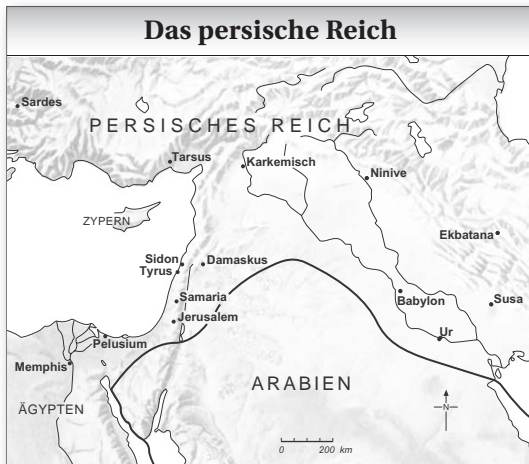 Das persische Reich
Sardes
PERSISCHES REICH
Tarsus
Karkemisch
Ninive
ZYPERN
Ekbatana
Sidon
Damaskus
Tyrus
Babylon
Susa
Samaria
Jerusalem
Ur
Pelusium
Memphis
ARABIEN
ÄGYPTEN
N
0 200 km